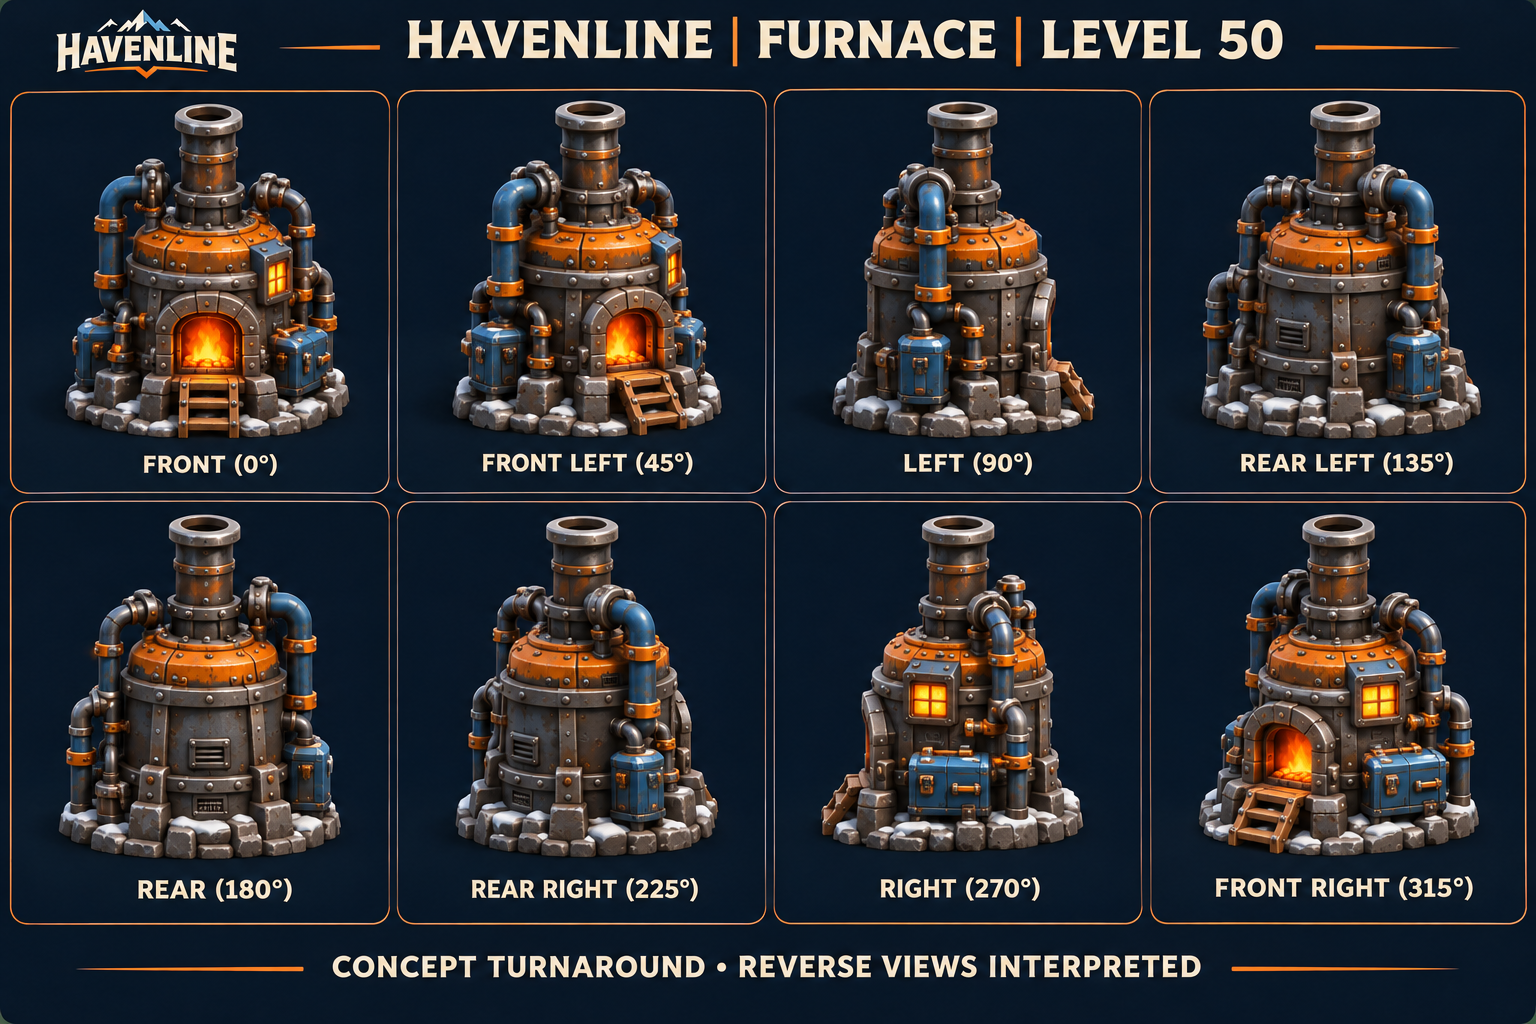 HAVENLINE
HAVENLINE | FURNACE | LEVEL 50
FRONT (0°)
FRONT LEFT (45°)
LEFT (90°)
REAR LEFT (135°)
REAR (180°)
REAR RIGHT (225°)
RIGHT (270°)
FRONT RIGHT (315°)
CONCEPT TURNAROUND • REVERSE VIEWS INTERPRETED